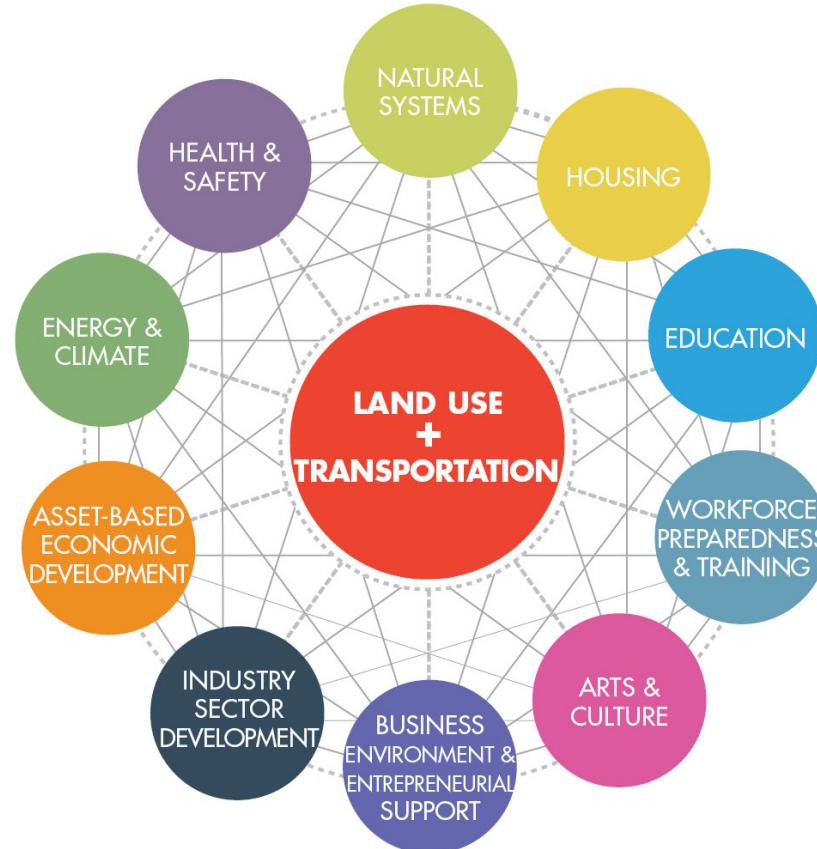 NATURAL
SYSTEMS
HOUSING
EDUCATION
WORKFORCE
PREPAREDNESS
& TRAINING
ARTS &
CULTURE
BUSINESS
ENVIRONMENT &
ENTREPRENEURIAL
SUPPORT
INDUSTRY
SECTOR
DEVELOPMENT
ASSET-BASED
ECONOMIC
DEVELOPMENT
ENERGY &
CLIMATE
HEALTH &
SAFETY
LAND USE
+
TRANSPORTATION